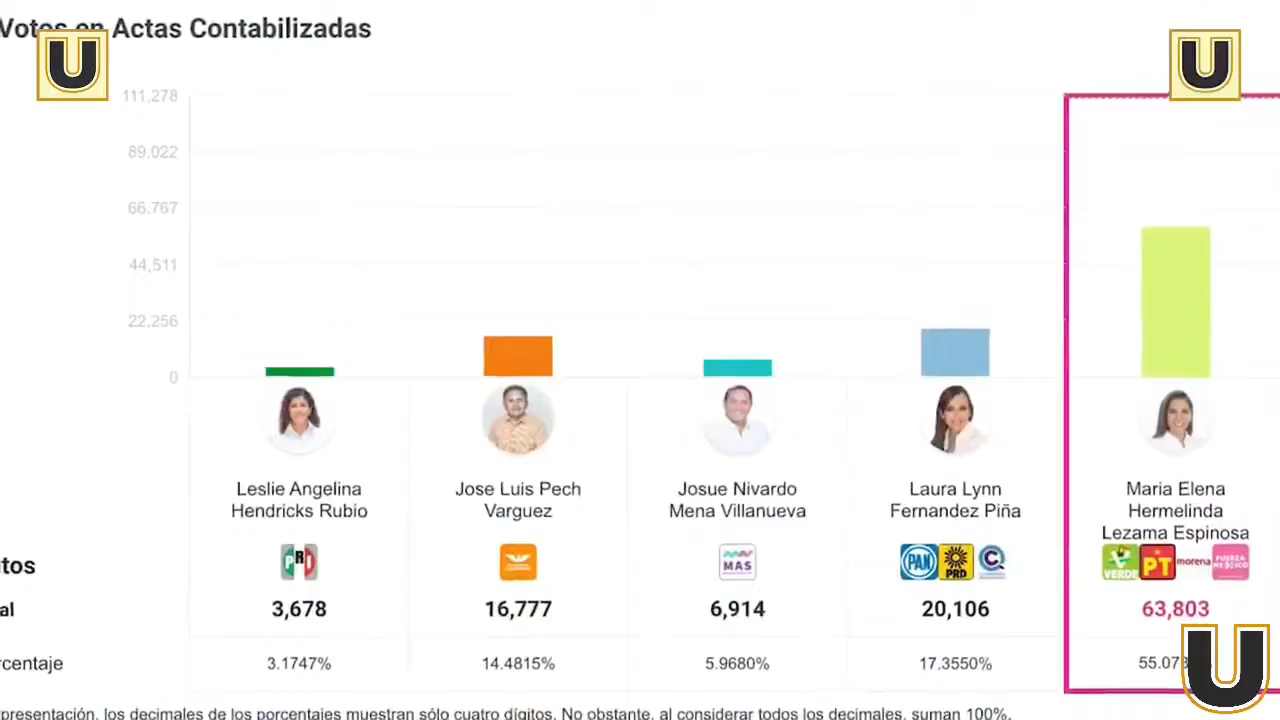 Votos en Actas Contabilizadas
U
U
111,278
89,022
66,767
44,511
22,256
0
Leslie Angelina
Hendricks Rubio
Jose Luis Pech
Varguez
Josue Nivardo
Mena Villanueva
Laura Lynn
Fernandez Piña
Maria Elena
Hermelinda
Lezama Espinosa
PRI
MAS
PAN
PRD
C
VERDE
PT
morena
FUERZA
MÉXICO
tos
al
3,678
16,777
6,914
20,106
63,803
rcentaje
3.1747%
14.4815%
5.9680%
17.3550%
55.07
U
presentación, los decimales de los porcentajes muestran sólo cuatro dígitos. No obstante, al considerar todos los decimales, suman 100%.